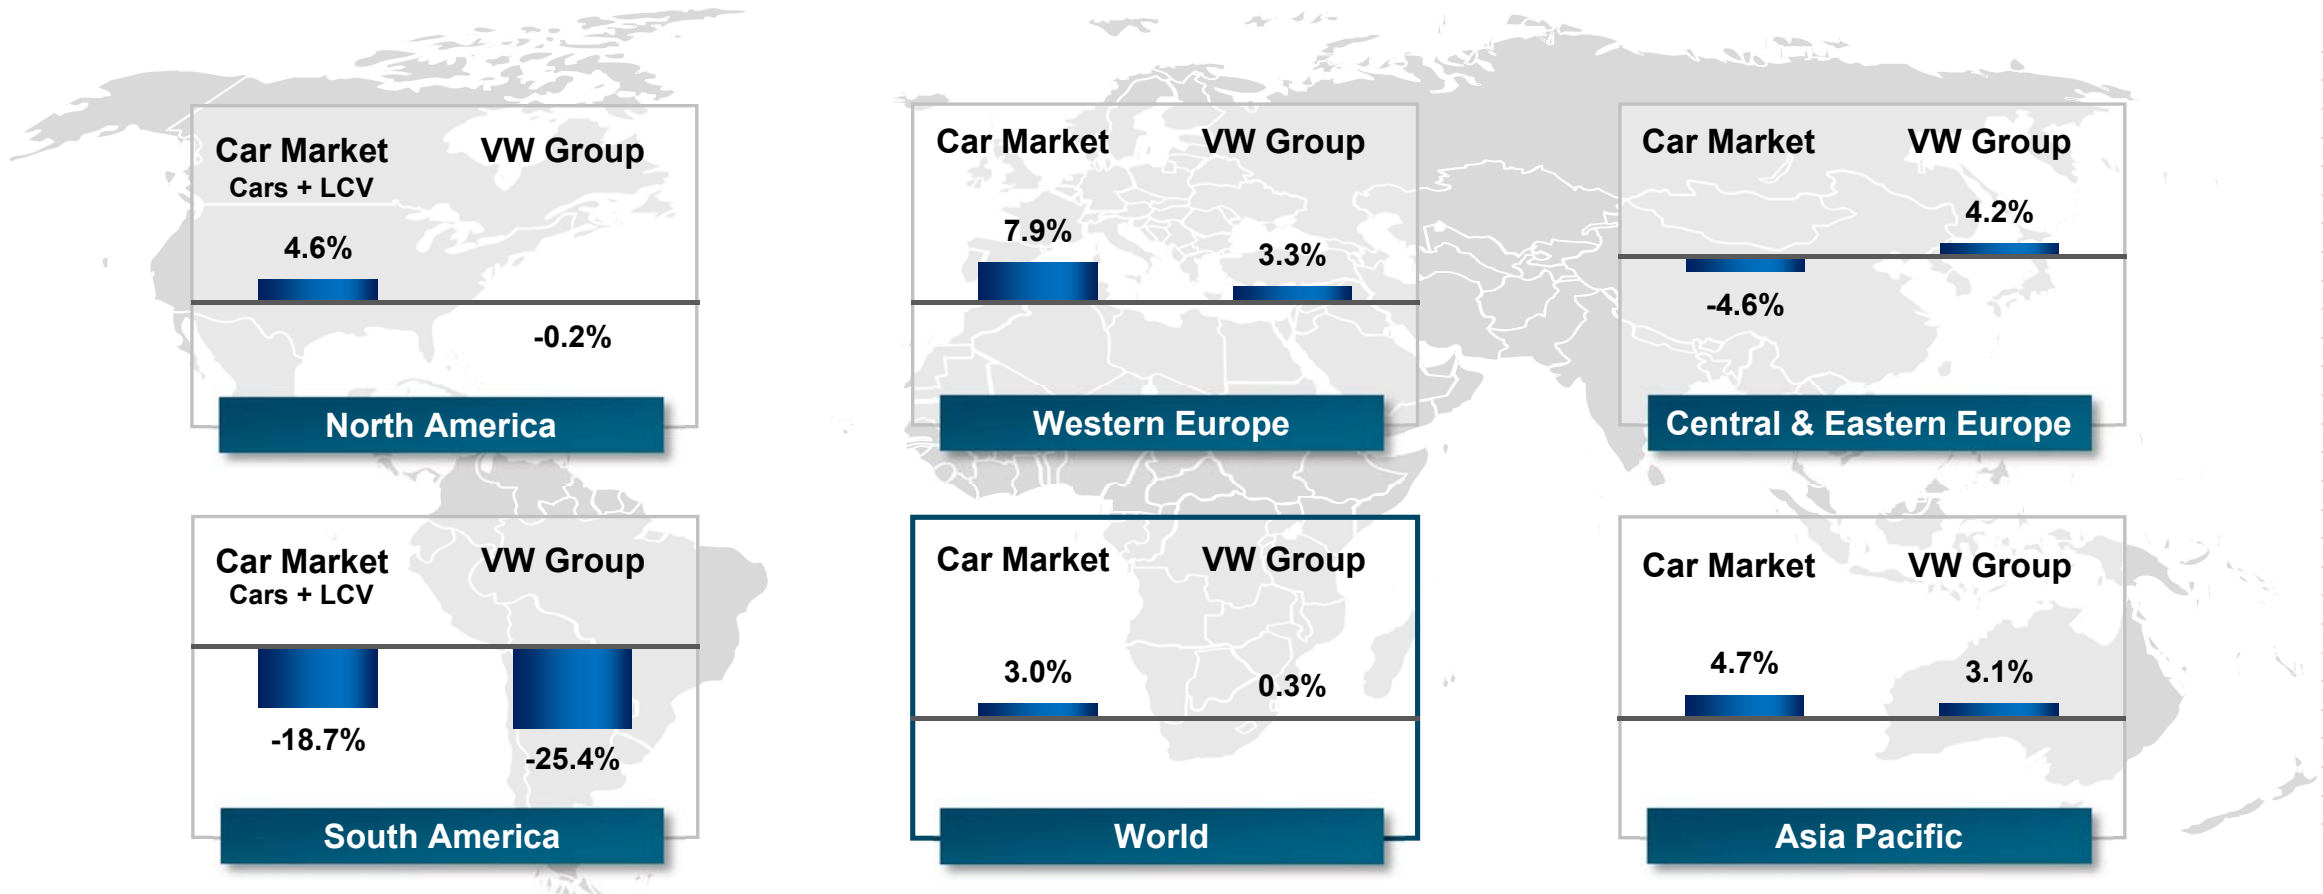 Car Market
Cars + LCV
VW Group
4.6%
-0.2%
North America
Car Market
VW Group
7.9%
3.3%
Western Europe
Car Market
VW Group
-4.6%
4.2%
Central & Eastern Europe
Car Market
Cars + LCV
VW Group
-18.7%
-25.4%
South America
Car Market
VW Group
3.0%
0.3%
World
Car Market
VW Group
4.7%
3.1%
Asia Pacific